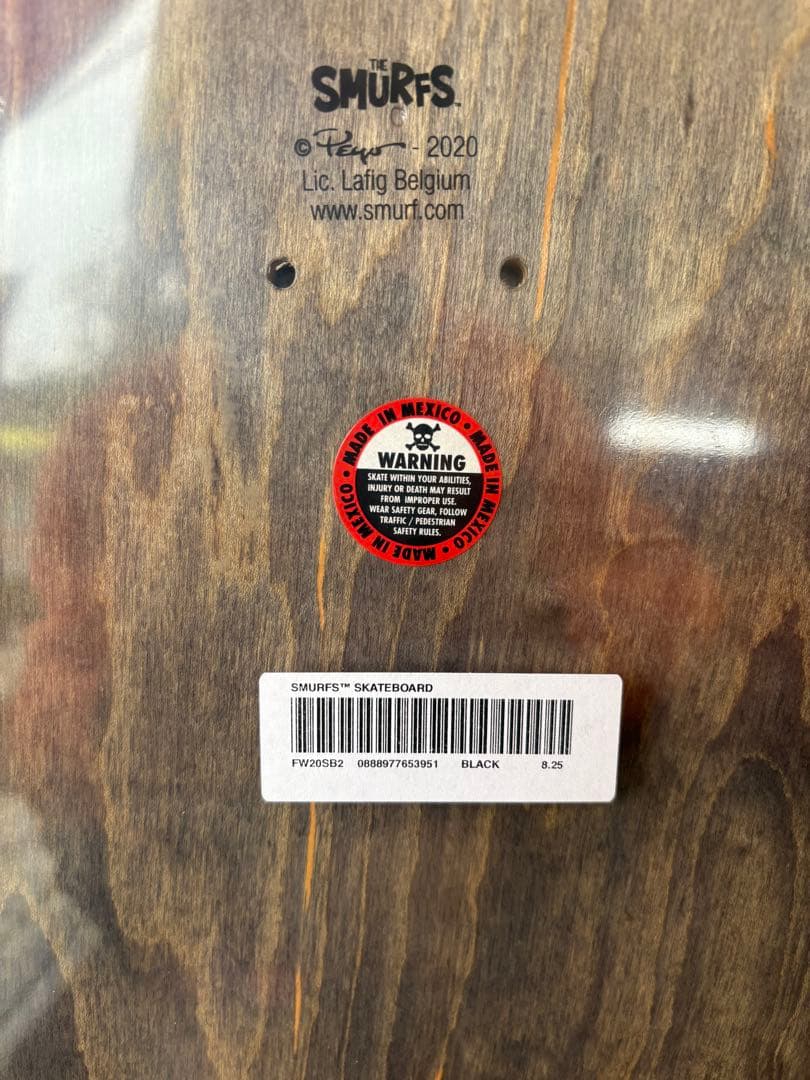 THE
SMURFS™
© Peyo - 2020
Lic. Lafig Belgium
www.smurf.com
MADE IN MEXICO • MADE IN MEXICO • MADE IN MEXICO •
WARNING
SKATE WITHIN YOUR ABILITIES,
INJURY OR DEATH MAY RESULT
FROM IMPROPER USE.
WEAR SAFETY GEAR, FOLLOW
TRAFFIC / PEDESTRIAN
SAFETY RULES.
SMURFS™ SKATEBOARD
FW20SB2 0888977653951 BLACK 8.25